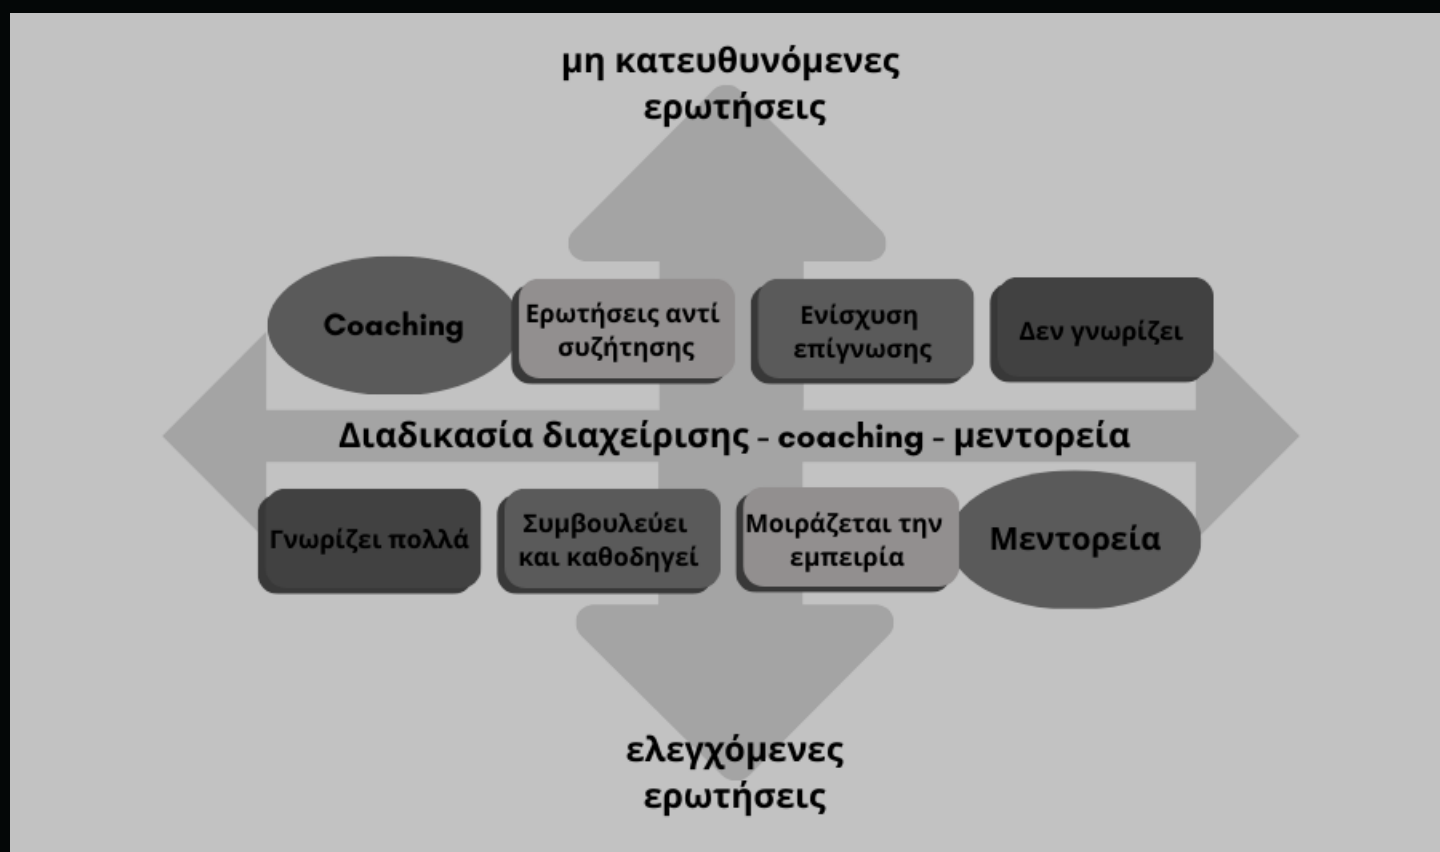 μη κατευθυνόμενες
ερωτήσεις
Coaching
Ερωτήσεις αντί
συζήτησης
Ενίσχυση
επίγνωσης
Δεν γνωρίζει
Διαδικασία διαχείρισης - coaching - μεντορεία
Γνωρίζει πολλά
Συμβουλεύει
και καθοδηγεί
Μοιράζεται την
εμπειρία
Μεντορεία
ελεγχόμενες
ερωτήσεις